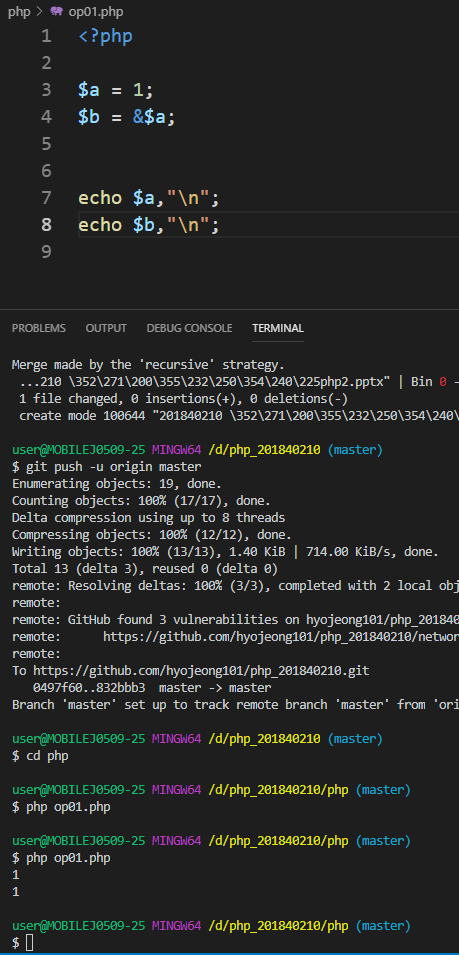 php > op01.php
1 <?php
2
3 $a = 1;
4 $b = &$a;
5
6
7 echo $a,"\n";
8 echo $b,"\n";
9
PROBLEMS OUTPUT DEBUG CONSOLE TERMINAL
Merge made by the 'recursive' strategy.
...210 \352\271\200\355\232\250\354\240\225php2.pptx" | Bin 0 -
1 file changed, 0 insertions(+), 0 deletions(-)
create mode 100644 "201840210 \352\271\200\355\232\250\354\240\
user@MOBILEJ0509-25 MINGW64 /d/php_201840210 (master)
$ git push -u origin master
Enumerating objects: 19, done.
Counting objects: 100% (17/17), done.
Delta compression using up to 8 threads
Compressing objects: 100% (12/12), done.
Writing objects: 100% (13/13), 1.40 KiB | 714.00 KiB/s, done.
Total 13 (delta 3), reused 0 (delta 0)
remote: Resolving deltas: 100% (3/3), completed with 2 local obj
remote:
remote: GitHub found 3 vulnerabilities on hyojeong101/php_201840
remote: https://github.com/hyojeong101/php_201840210/networ
remote:
To https://github.com/hyojeong101/php_201840210.git
0497f60..832bbb3 master -> master
Branch 'master' set up to track remote branch 'master' from 'ori
user@MOBILEJ0509-25 MINGW64 /d/php_201840210 (master)
$ cd php
user@MOBILEJ0509-25 MINGW64 /d/php_201840210/php (master)
$ php op01.php
user@MOBILEJ0509-25 MINGW64 /d/php_201840210/php (master)
$ php op01.php
1
1
user@MOBILEJ0509-25 MINGW64 /d/php_201840210/php (master)
$